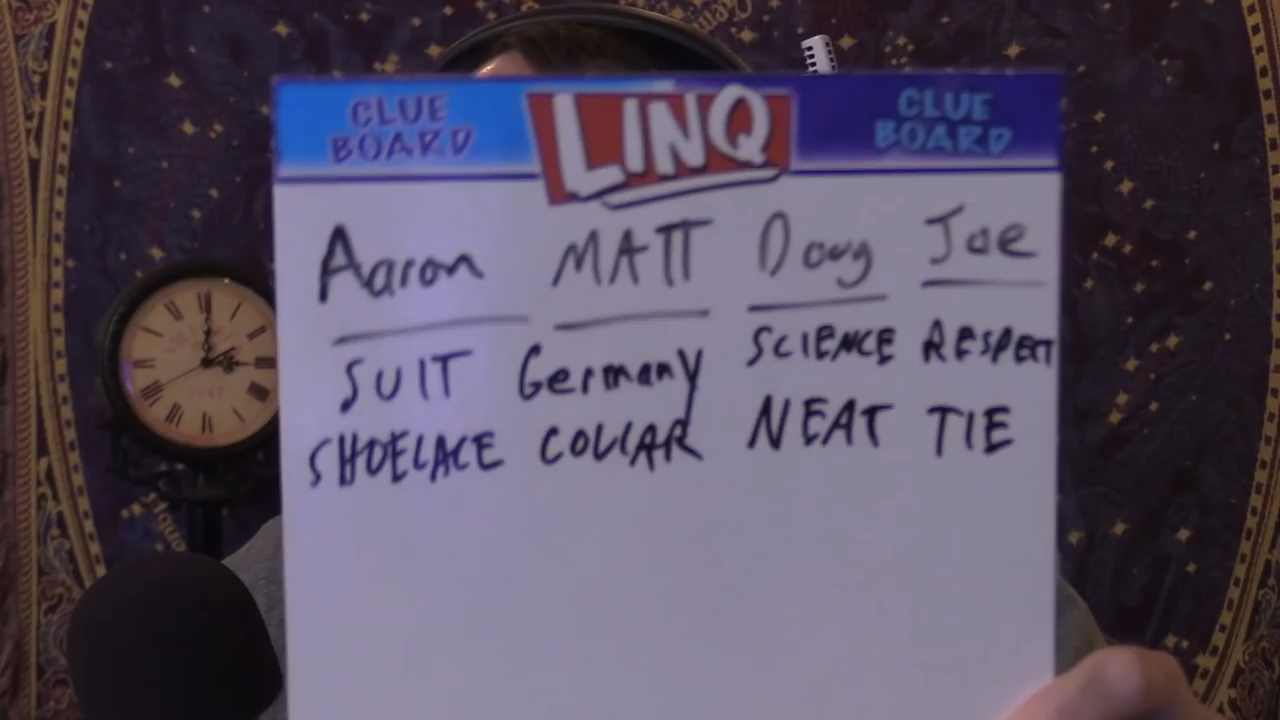 CLUE BOARD LINQ CLUE BOARD
Aaron MATT Doug Joe
SUIT Germany SCIENCE RESPECT
SHOELACE COLLAR NEAT TIE